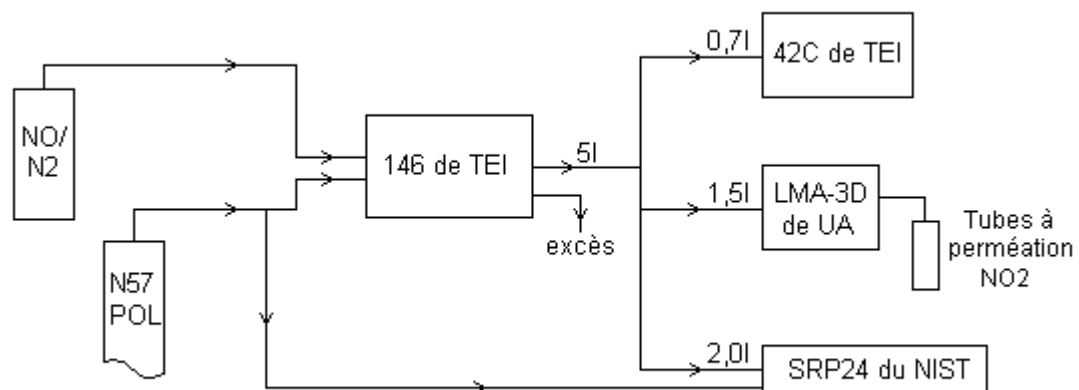 0,7l
42C de TEI
NO/
N2
146 de TEI
5l
excès
1,5l
LMA-3D
de UA
Tubes à
perméation
NO2
N57
POL
2,0l
SRP24 du NIST